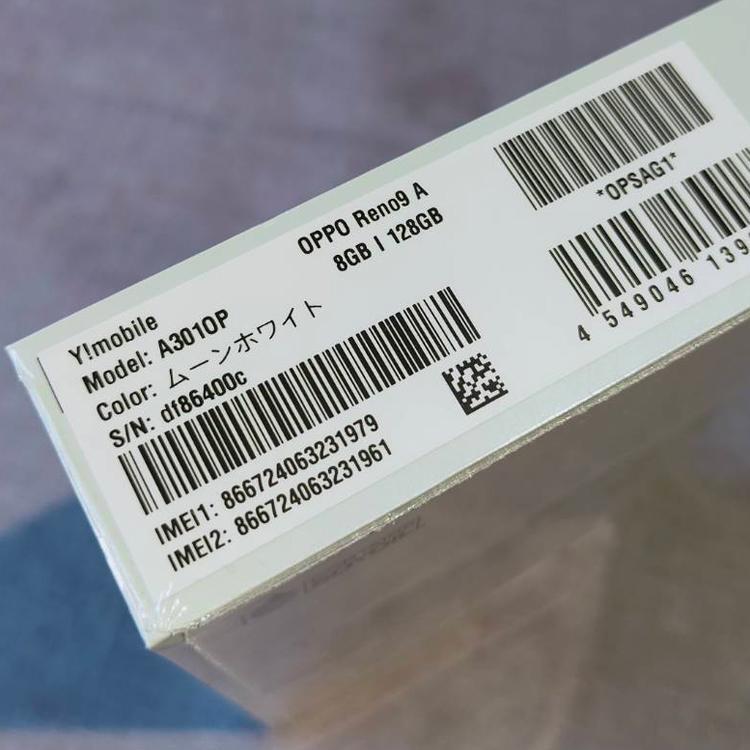 OPPO Reno9 A
8GB | 128GB
Y!mobile
Model: A301OP
Color: ムーンホワイト
S/N: df86400c
IMEI1: 866724063231979
IMEI2: 866724063231961
*OPSAG1*
4 549046 139